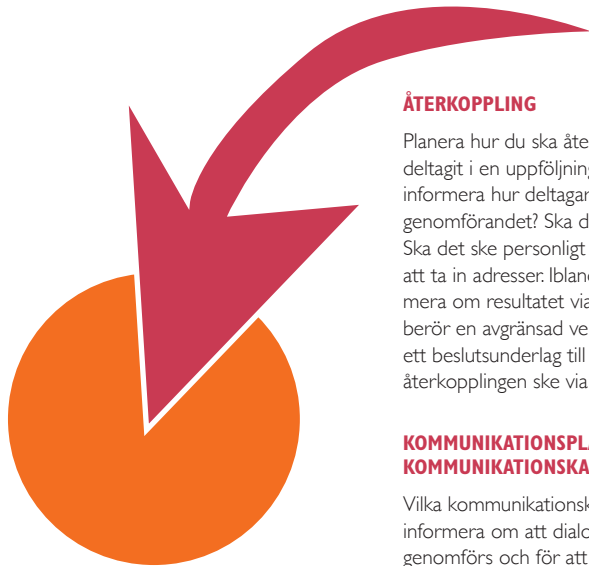 ÅTERKOPPLING
Planera hur du ska åte
deltagit i en uppföljning
informera hur deltagar
genomförandet? Ska d
Ska det ske personligt
att ta in adresser. Ibland
mera om resultatet via
berör en avgränsad ve
ett beslutsunderlag till
återkopplingen ske via
KOMMUNIKATIONSPLA
KOMMUNIKATIONSKA
Vilka kommunikationsk
informera om att dialo
genomförs och för att